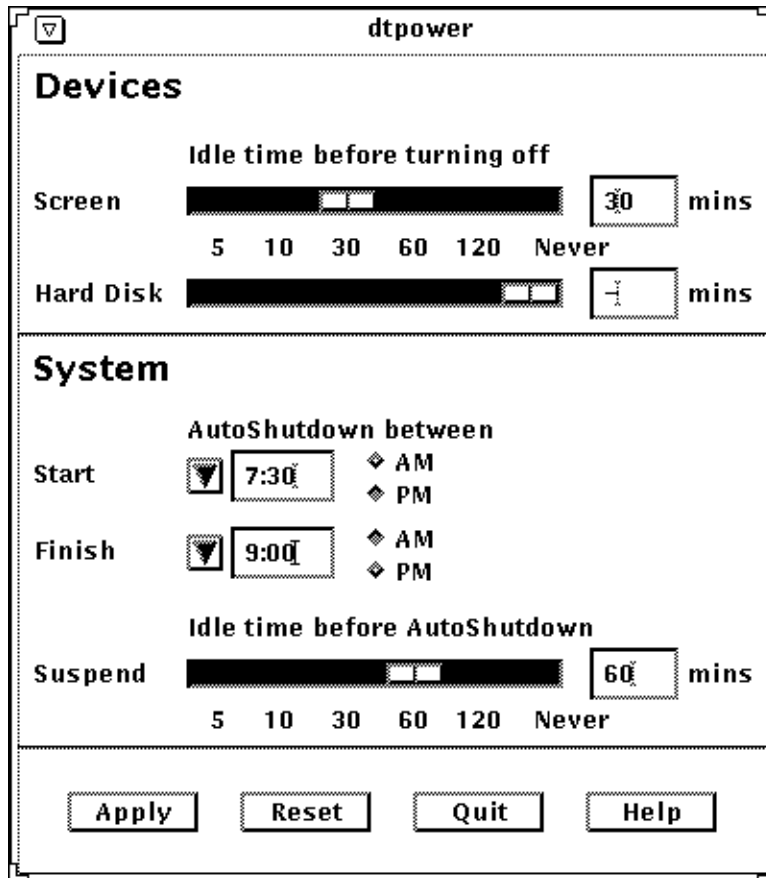 dtpower
Devices
Idle time before turning off
Screen 30 mins
5 10 30 60 120 Never
Hard Disk - mins
System
AutoShutdown between
Start 7:30 AM
PM
Finish 9:00 AM
PM
Idle time before AutoShutdown
Suspend 60 mins
5 10 30 60 120 Never
Apply Reset Quit Help